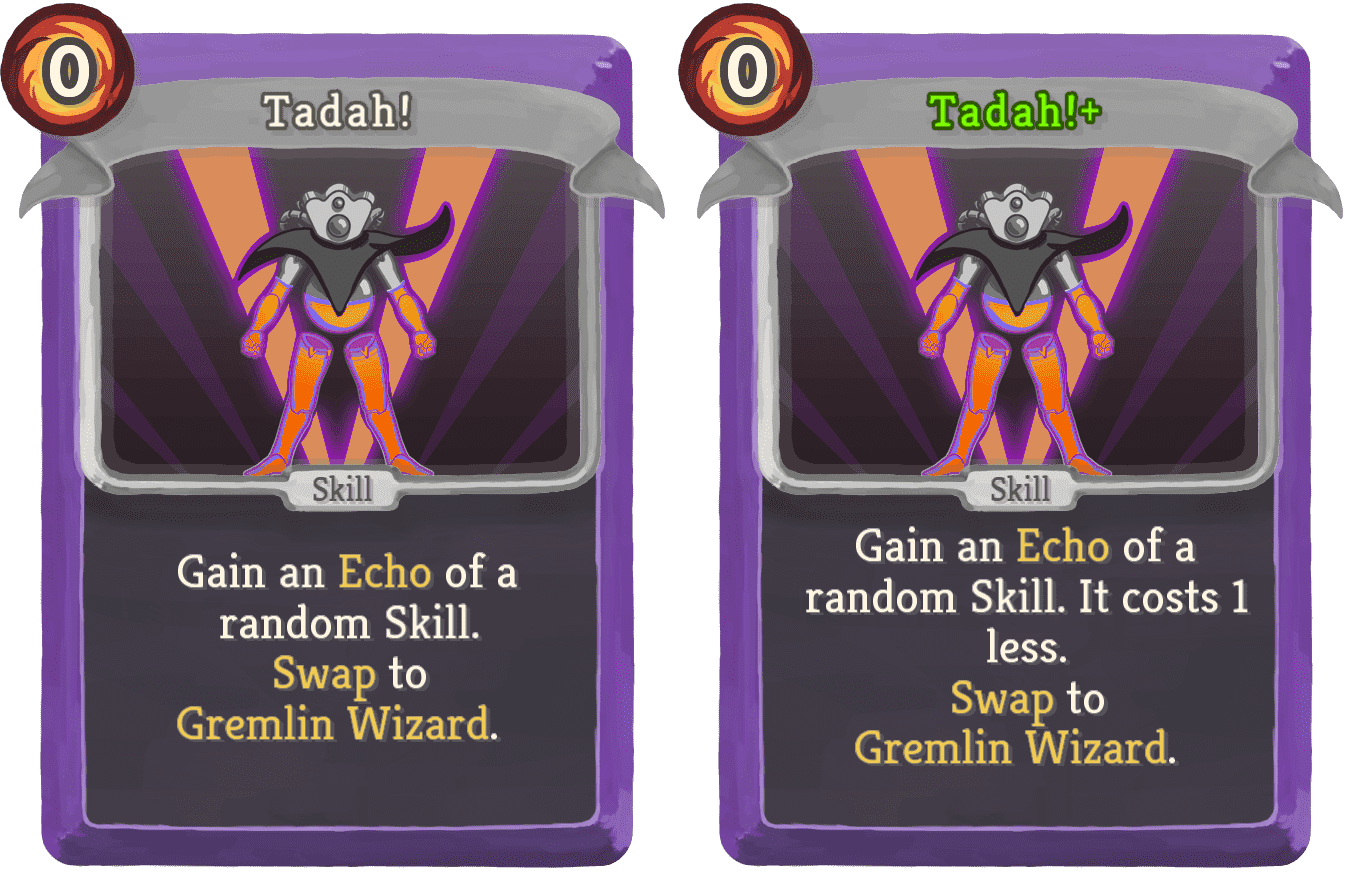 0
Tadah!
Skill
Gain an Echo of a
random Skill.
Swap to
Gremlin Wizard.
0
Tadah!+
Skill
Gain an Echo of a
random Skill. It costs 1
less.
Swap to
Gremlin Wizard.